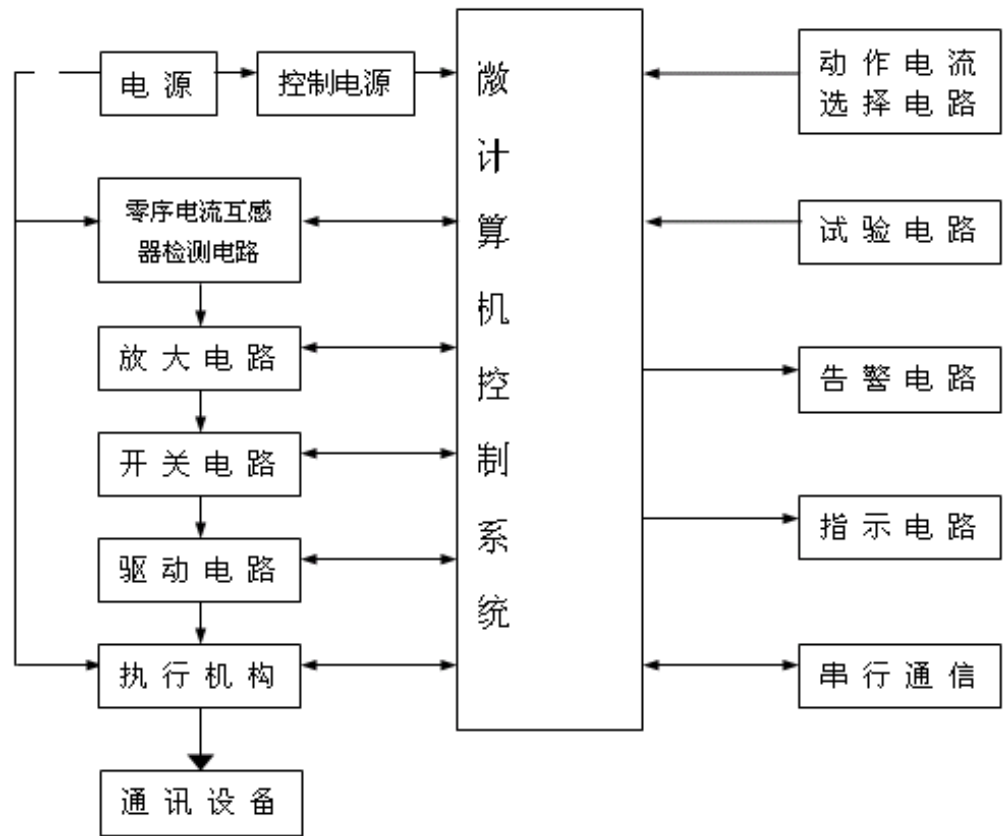 电源
控制电源
微计算机控制系统
动作电流
选择电路
零序电流互感
器检测电路
试验电路
放大电路
告警电路
开关电路
指示电路
驱动电路
执行机构
串行通信
通讯设备